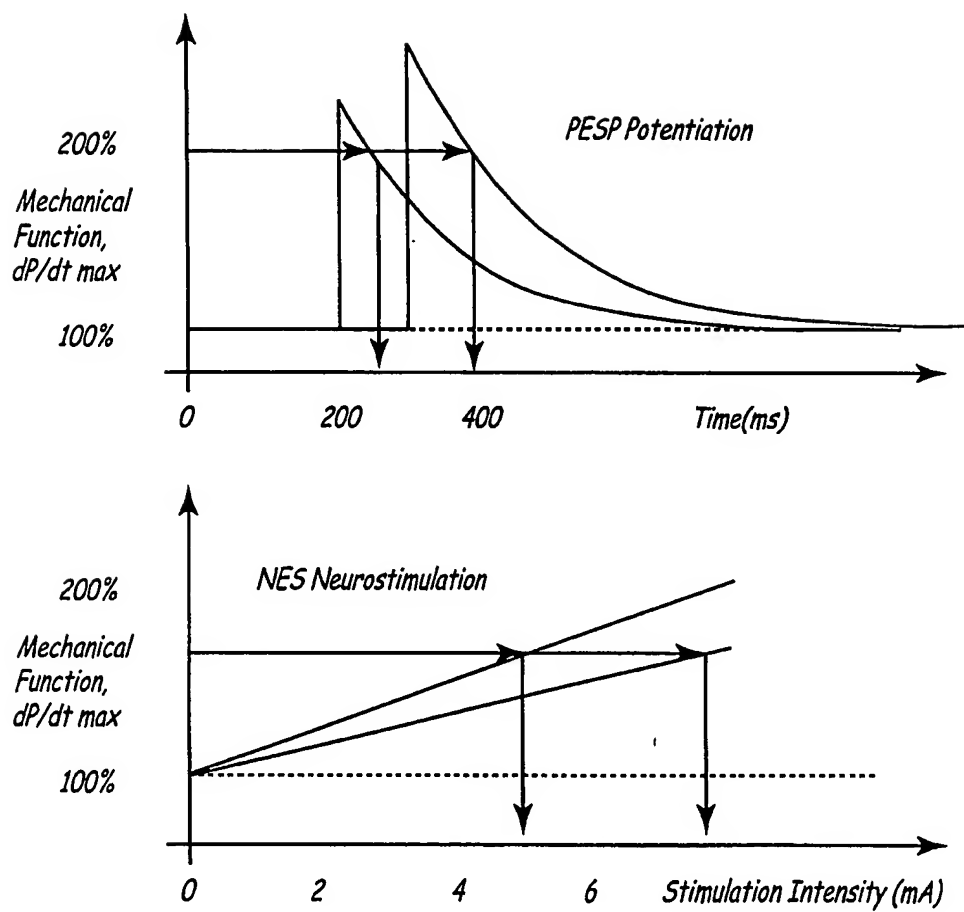 PESP Potentiation
200%
Mechanical
Function,
dP/dt max
100%
0 200 400 Time(ms)
NES Neurostimulation
200%
Mechanical
Function,
dP/dt max
100%
0 2 4 6 Stimulation Intensity (mA)